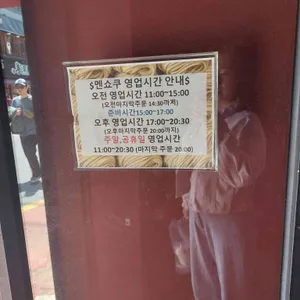 $멘쇼쿠 영업시간 안내$
오전 영업시간 11:00~15:00
(오전마지막주문 14:30까지)
준비시간15:00~17:00
오후 영업시간 17:00~20:30
(오후마지막주문 20:00까지)
주말,공휴일 영업시간
11:00~20:30 (마지막 주문 20:00)